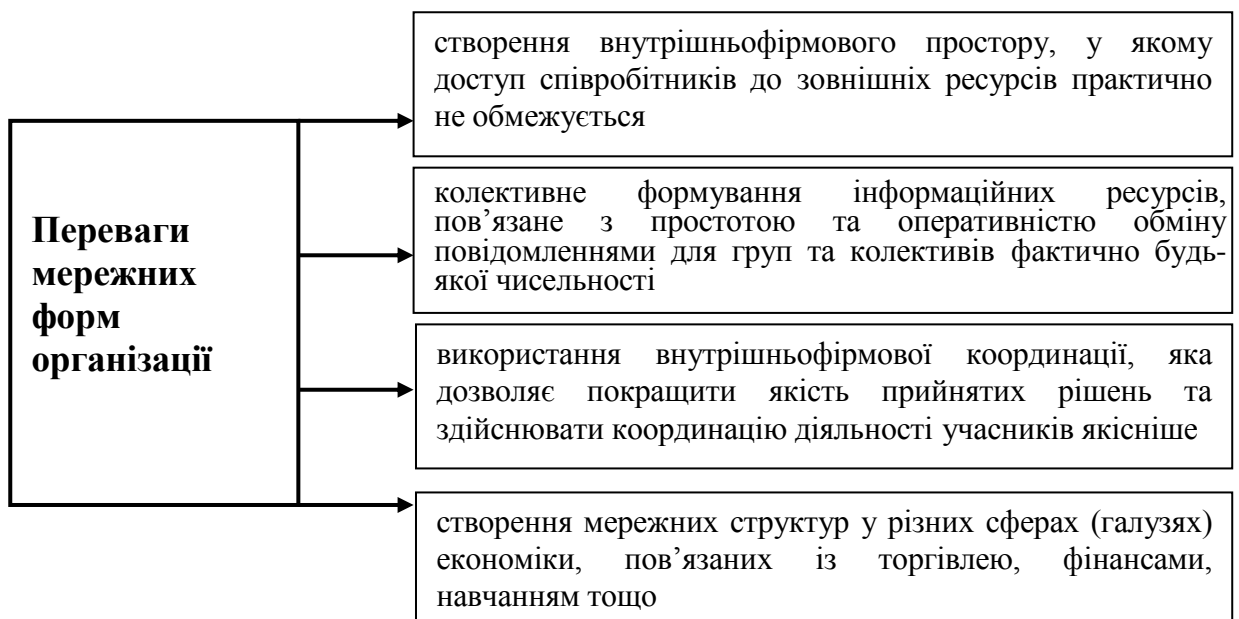 Переваги
мережних
форм
організації
створення внутрішньофірмового простору, у якому
доступ співробітників до зовнішніх ресурсів практично
не обмежується
колективне формування інформаційних ресурсів,
пов’язане з простотою та оперативністю обміну
повідомленнями для груп та колективів фактично будь-
якої чисельності
використання внутрішньофірмової координації, яка
дозволяє покращити якість прийнятих рішень та
здійснювати координацію діяльності учасників якісніше
створення мережних структур у різних сферах (галузях)
економіки, пов’язаних із торгівлею, фінансами,
навчанням тощо